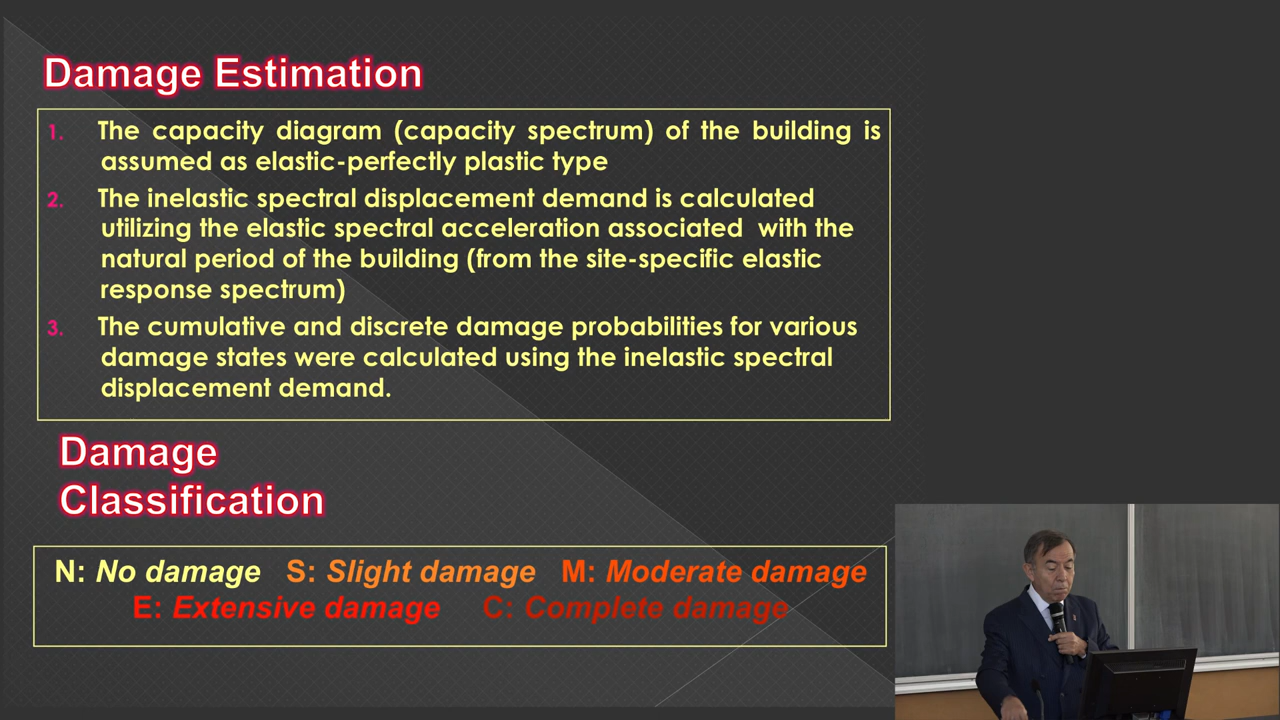 Damage Estimation
1. The capacity diagram (capacity spectrum) of the building is
assumed as elastic-perfectly plastic type
2. The inelastic spectral displacement demand is calculated
utilizing the elastic spectral acceleration associated with the
natural period of the building (from the site-specific elastic
response spectrum)
3. The cumulative and discrete damage probabilities for various
damage states were calculated using the inelastic spectral
displacement demand.
Damage
Classification
N: No damage S: Slight damage M: Moderate damage
E: Extensive damage C: Complete damage